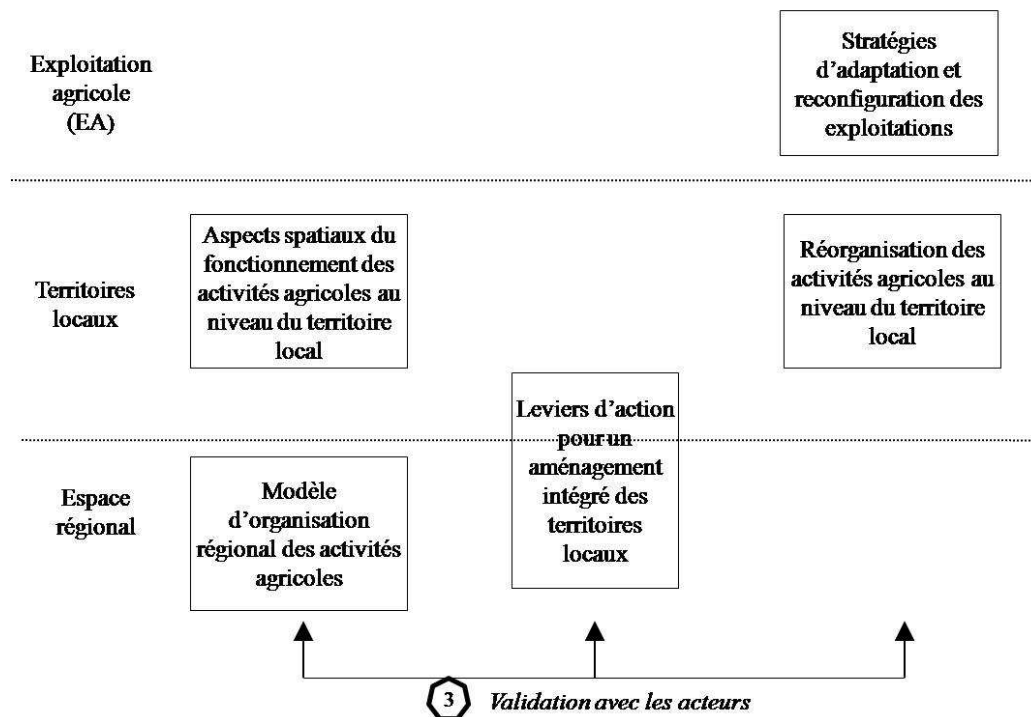 Exploitation
agricole
(EA)
Stratégies
d'adaptation et
reconfiguration des
exploitations
Territoires
locaux
Aspects spatiaux du
fonctionnement des
activités agricoles au
niveau du territoire
local
Réorganisation des
activités agricoles au
niveau du territoire
local
Leviers d'action
pour un
aménagement
intégré des
territoires
locaux
Espace
régional
Modèle
d'organisation
régional des activités
agricoles
3 Validation avec les acteurs